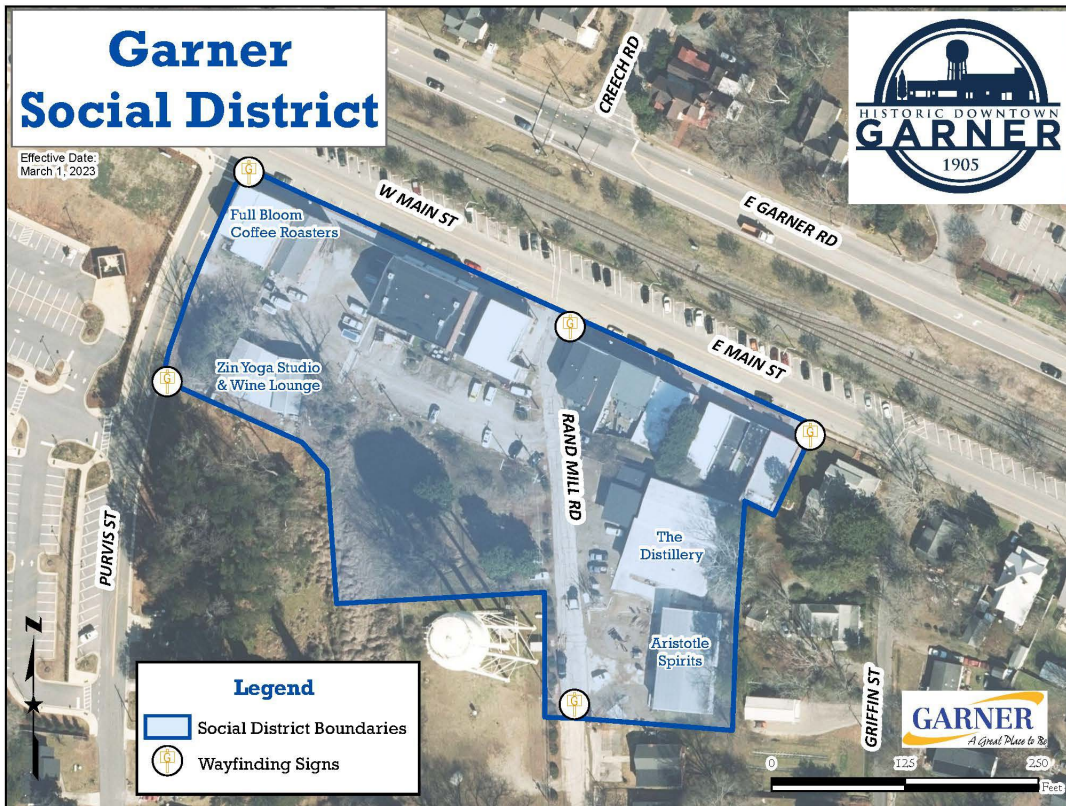 Garner
Social District
Effective Date:
March 1, 2023
HISTORIC DOWNTOWN
GARNER
1905
CREECH RD
W MAIN ST
E GARNER RD
Full Bloom
Coffee Roasters
G
G
E MAIN ST
Zin Yoga Studio
& Wine Lounge
G
G
RAND MILL RD
PURVIS ST
The
Distillery
Aristotle
Spirits
G
GRIFFIN ST
N
Legend
Social District Boundaries
G
Wayfinding Signs
GARNER
A Great Place to Be
0 125 250
Feet